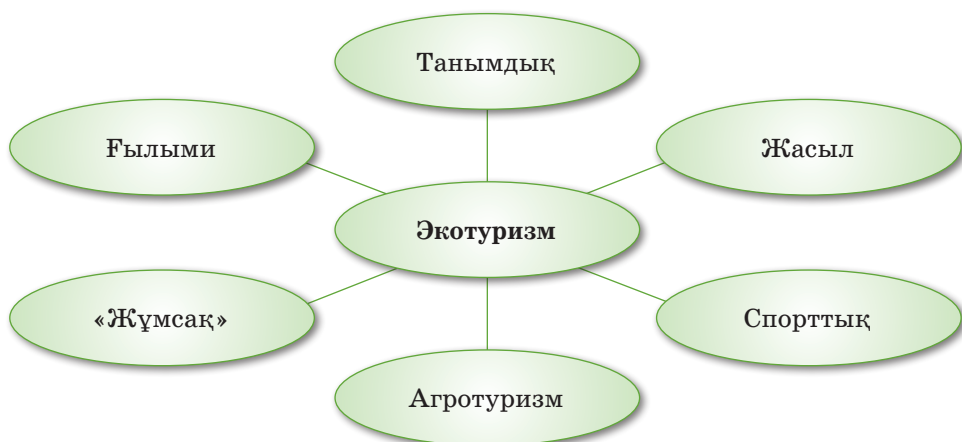 Танымдық
Ғылыми
Жасыл
Экотуризм
«Жұмсақ»
Спорттық
Агротуризм